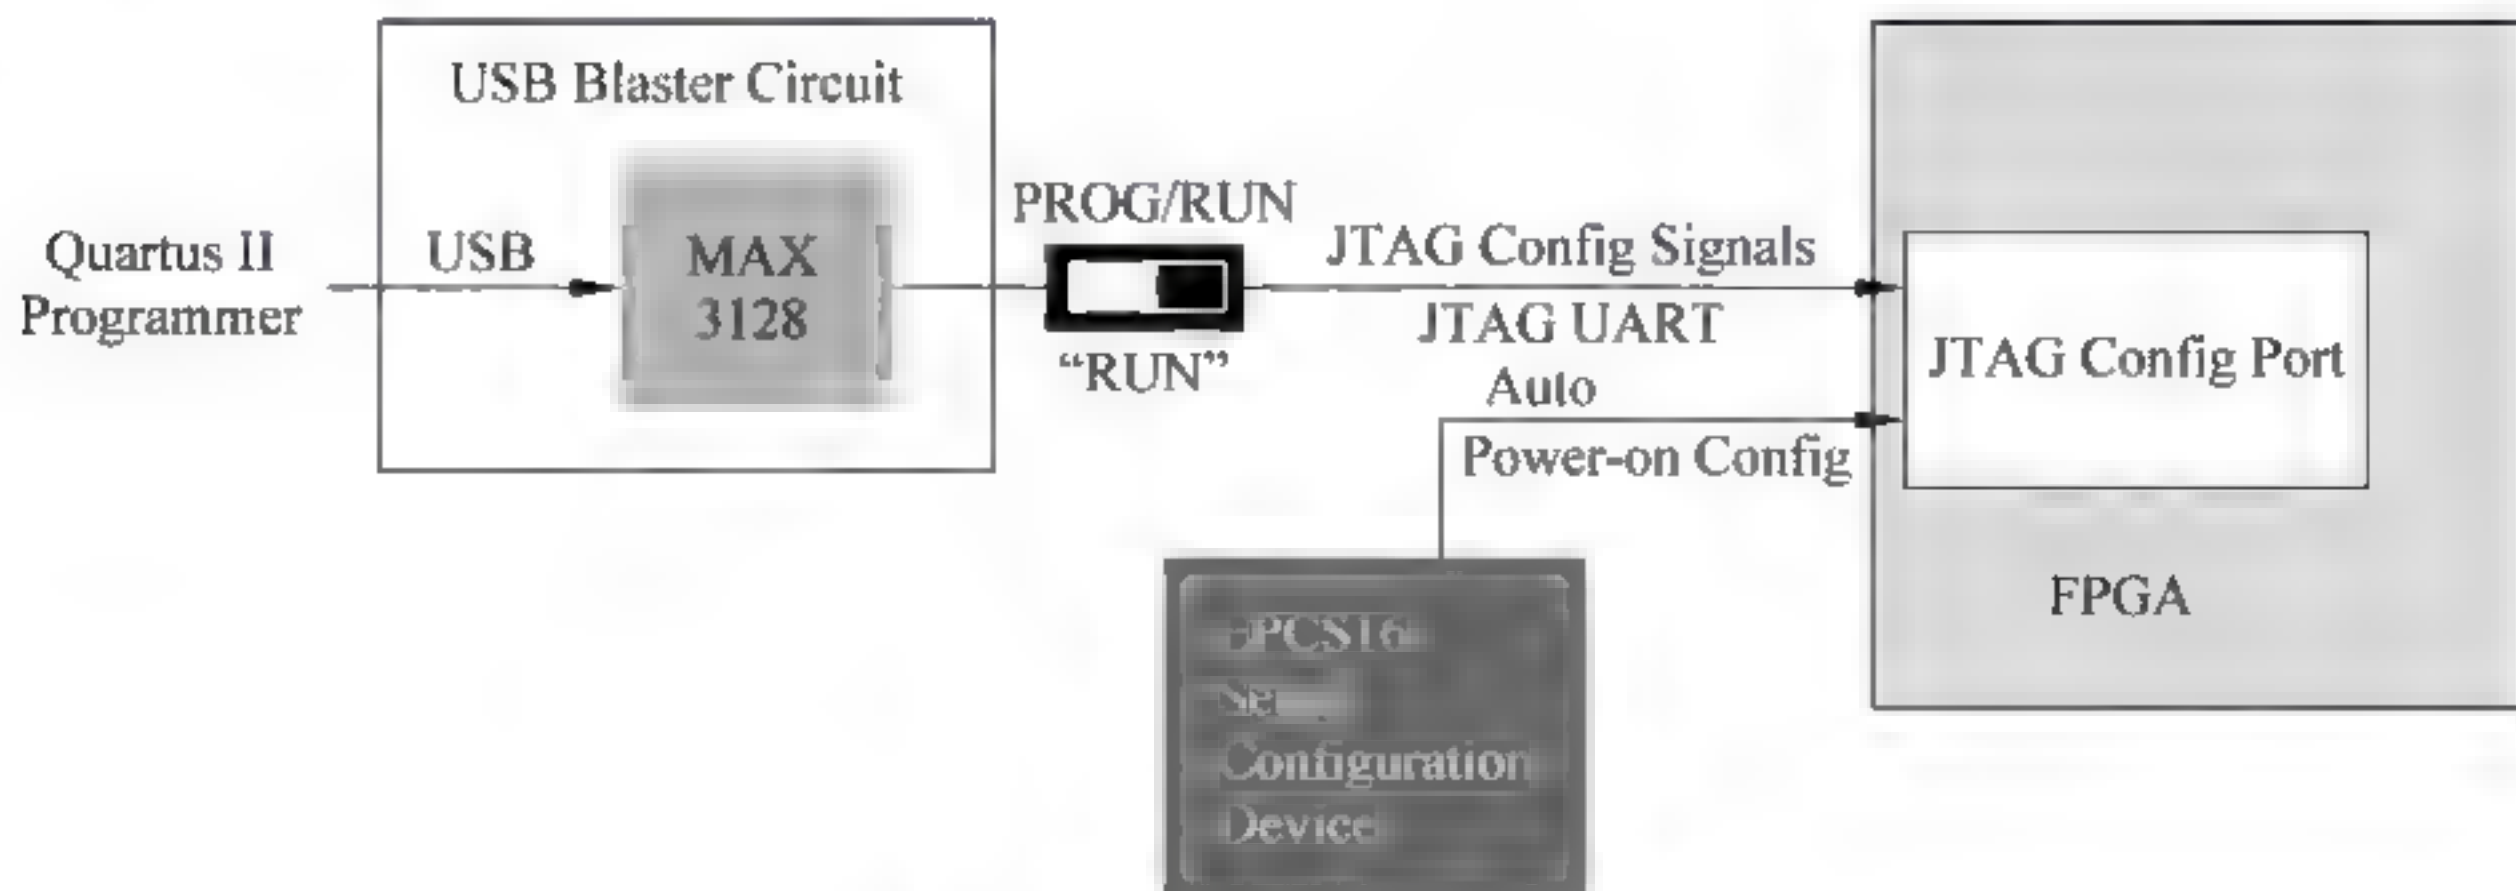 USB Blaster Circuit
Quartus II
Programmer
USB
MAX
3128
PROG/RUN
“RUN”
JTAG Config Signals
JTAG UART
Auto
Power-on Config
JTAG Config Port
FPGA
Configuration
Device